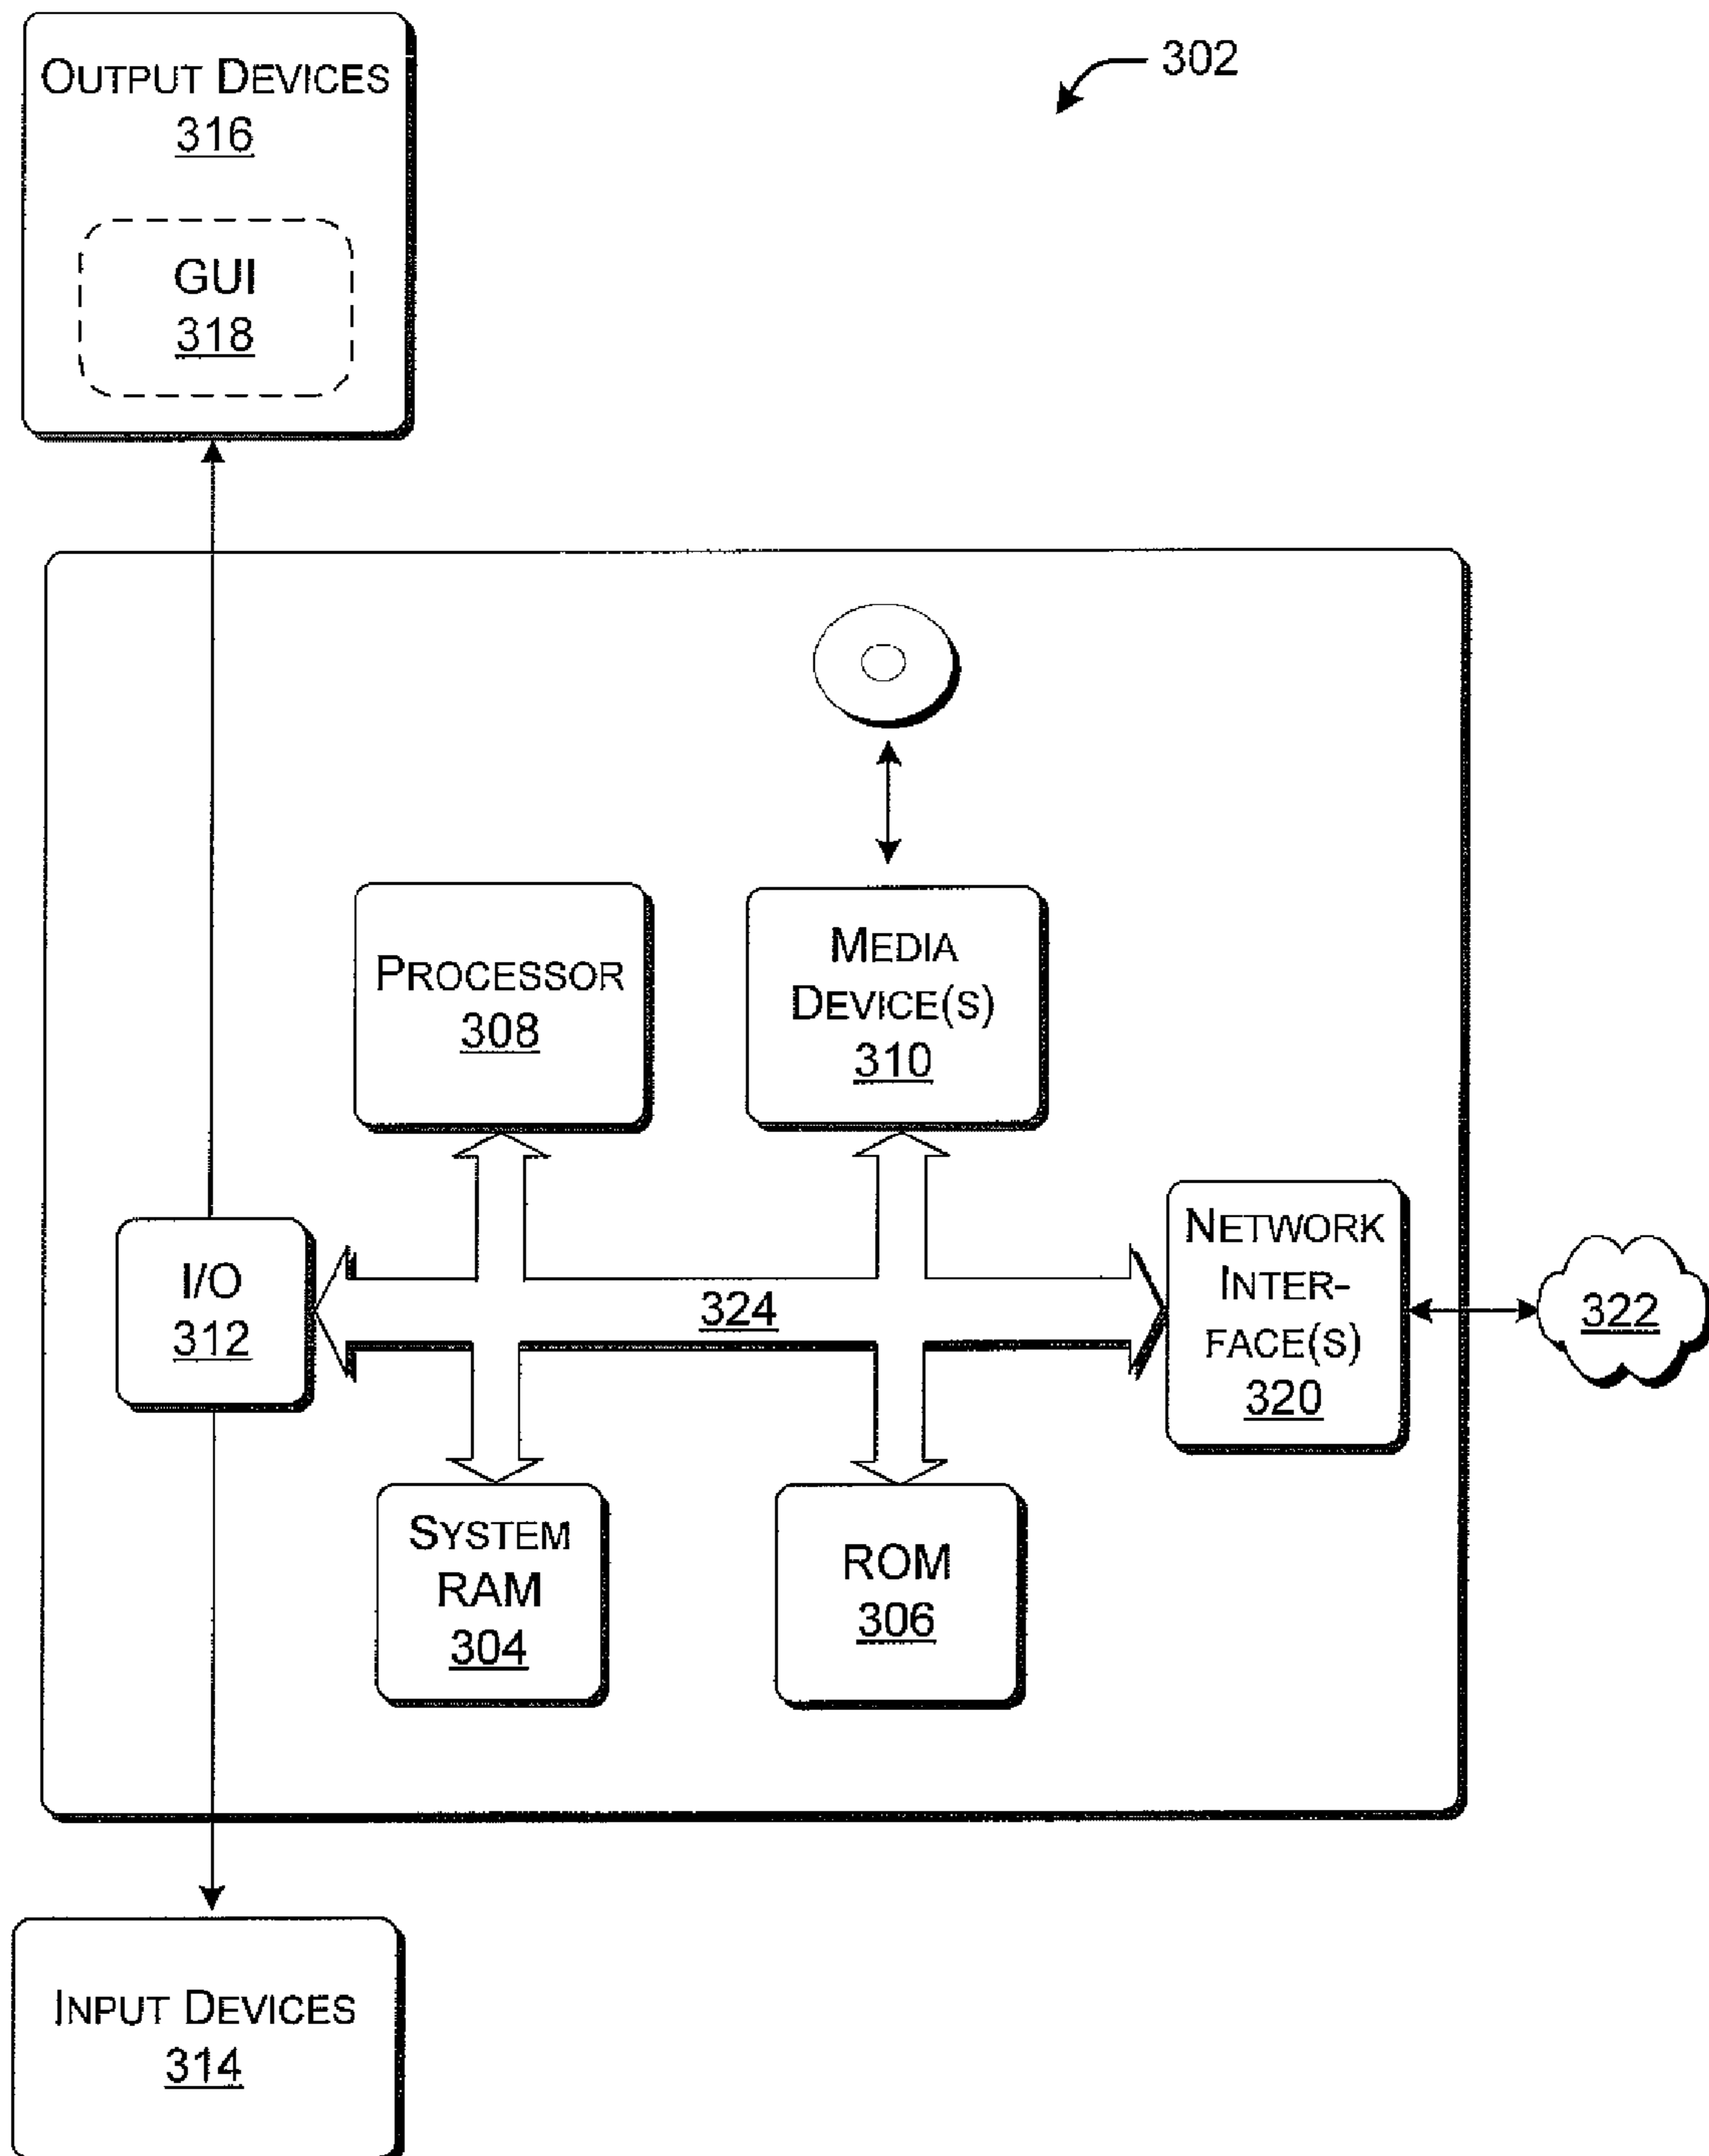 OUTPUT DEVICES
316
GUI
318
302
PROCESSOR
308
MEDIA
DEVICE(S)
310
I/O
312
324
NETWORK
INTER-
FACE(S)
320
322
SYSTEM
RAM
304
ROM
306
INPUT DEVICES
314